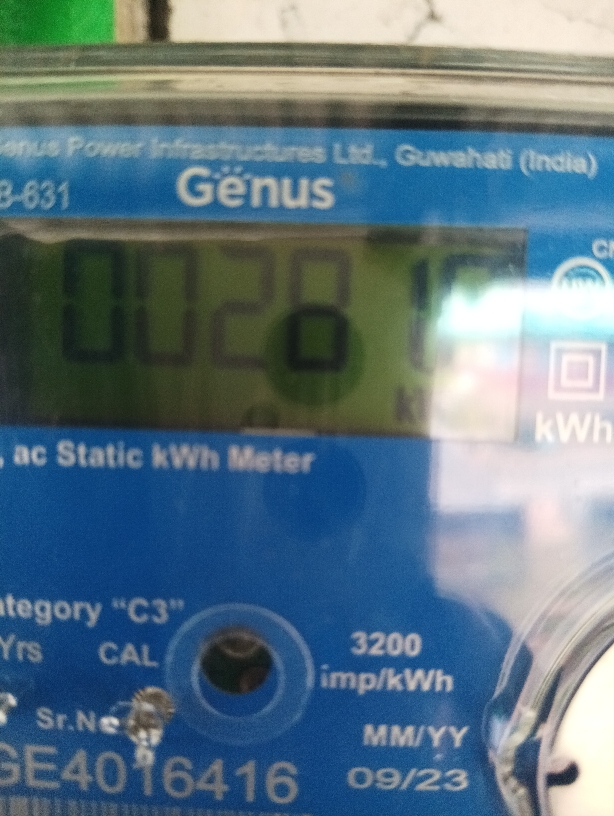 Genus Power Infrastructures Ltd., Guwahati (India)
-631
Genus
0028
kWh
, ac Static kWh Meter
ategory "C3"
Yrs
CAL
3200
imp/kWh
Sr.No
MM/YY
GE4016416
09/23